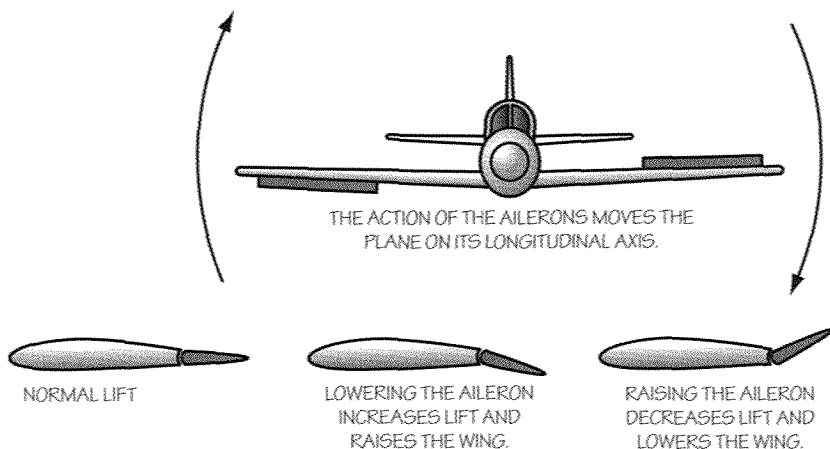 THE ACTION OF THE AILERONS MOVES THE
PLANE ON ITS LONGITUDINAL AXIS.
NORMAL LIFT
LOWERING THE AILERON
INCREASES LIFT AND
RAISES THE WING.
RAISING THE AILERON
DECREASES LIFT AND
LOWERS THE WING.